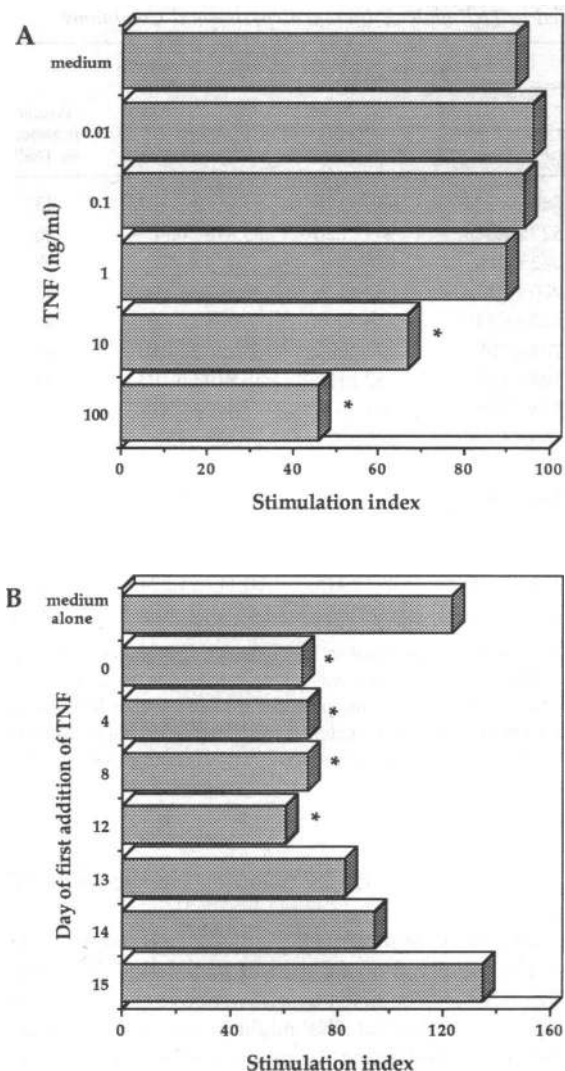 A
TNF (ng/ml)
medium
0.01
0.1
1
10
*
100
*
0 20 40 60 80 100
Stimulation index
B
Day of first addition of TNF
medium
alone
0
*
4
*
8
*
12
*
13
14
15
0 40 80 120 160
Stimulation index